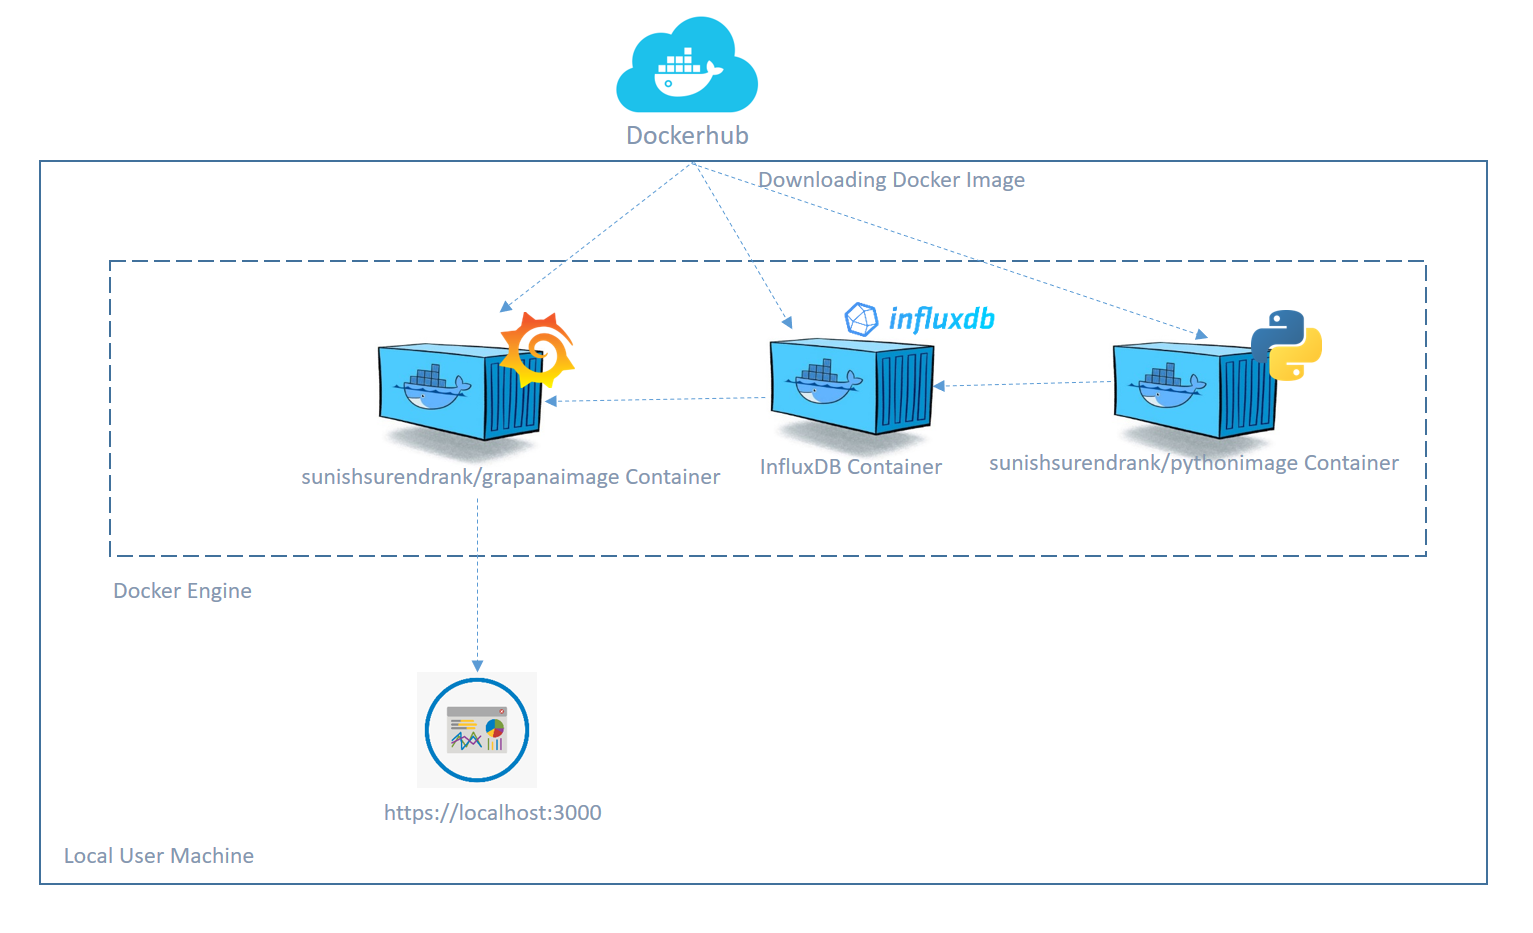 Dockerhub
Downloading Docker Image
influxdb
sunishsurendrank/grapanaimage Container
InfluxDB Container
sunishsurendrank/pythonimage Container
Docker Engine
https://localhost:3000
Local User Machine